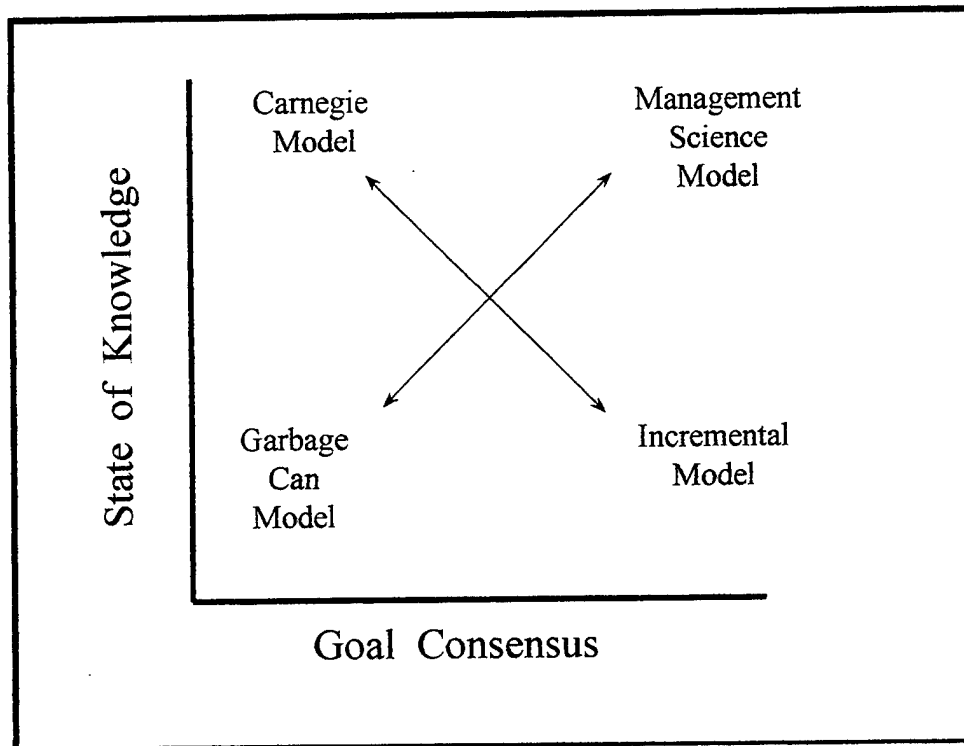 Carnegie
Model
Management
Science
Model
State of Knowledge
Garbage
Can
Model
Incremental
Model
Goal Consensus